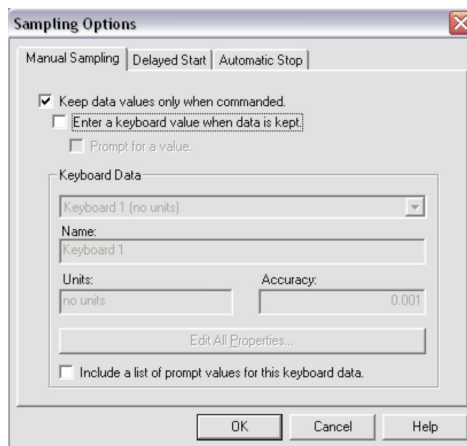 Sampling Options
Manual Sampling Delayed Start Automatic Stop
Keep data values only when commanded.
Enter a keyboard value when data is kept.
Prompt for a value.
Keyboard Data
Keyboard 1 (no units)
Name:
Keyboard 1
Units: Accuracy:
no units 0.001
Edit All Properties...
Include a list of prompt values for this keyboard data.
OK Cancel Help